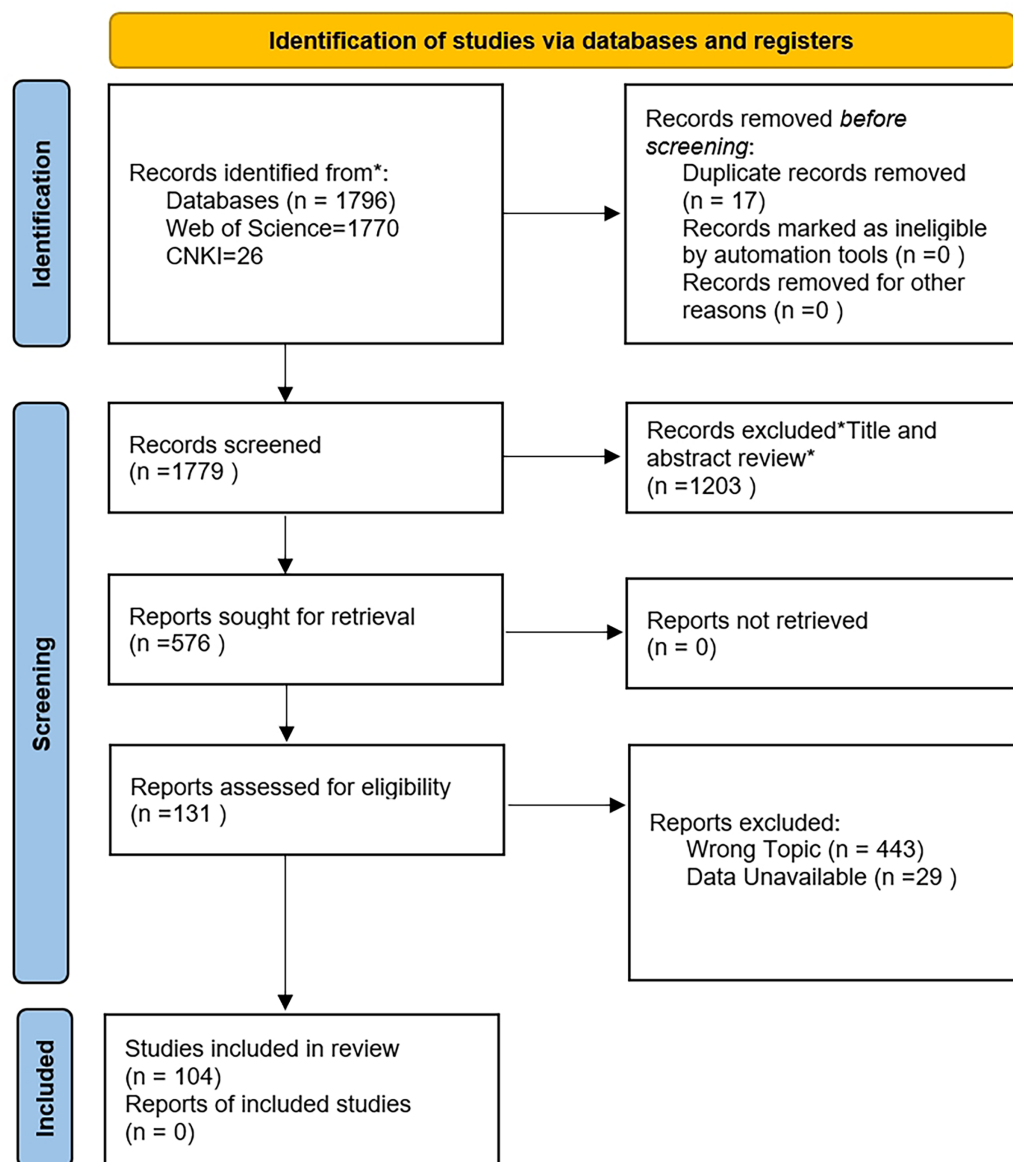 Identification of studies via databases and registers
Identification
Records identified from*:
Databases (n = 1796)
Web of Science=1770
CNKI=26
Records removed before
screening:
Duplicate records removed
(n = 17)
Records marked as ineligible
by automation tools (n =0 )
Records removed for other
reasons (n =0 )
Screening
Records screened
(n =1779 )
Records excluded*Title and
abstract review*
(n =1203 )
Reports sought for retrieval
(n =576 )
Reports not retrieved
(n = 0)
Reports assessed for eligibility
(n =131 )
Reports excluded:
Wrong Topic (n = 443)
Data Unavailable (n =29 )
Included
Studies included in review
(n = 104)
Reports of included studies
(n = 0)